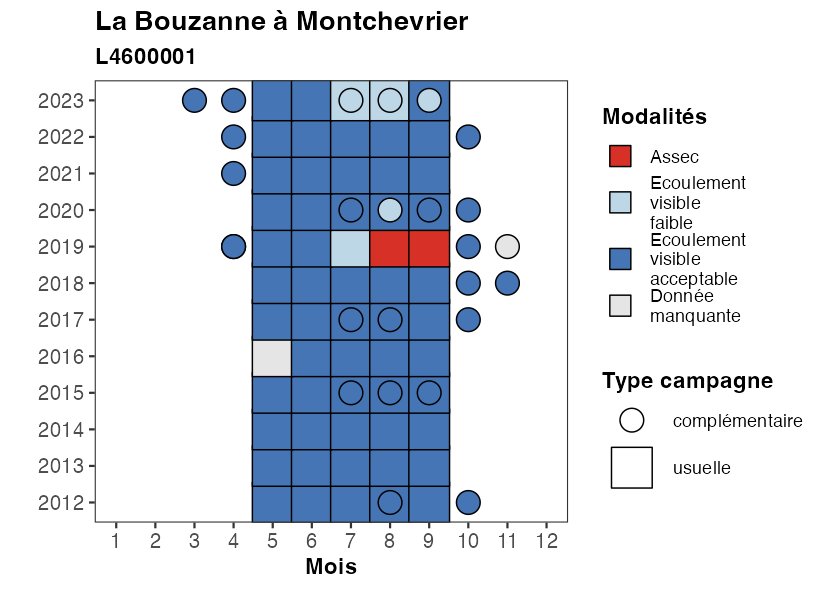 La Bouzanne à Montchevrier
L4600001
2023
2022
2021
2020
2019
2018
2017
2016
2015
2014
2013
2012
1 2 3 4 5 6 7 8 9 10 11 12
Mois
Modalités
Assec
Ecoulement
visible
faible
Ecoulement
visible
acceptable
Donnée
manquante
Type campagne
complémentaire
usuelle